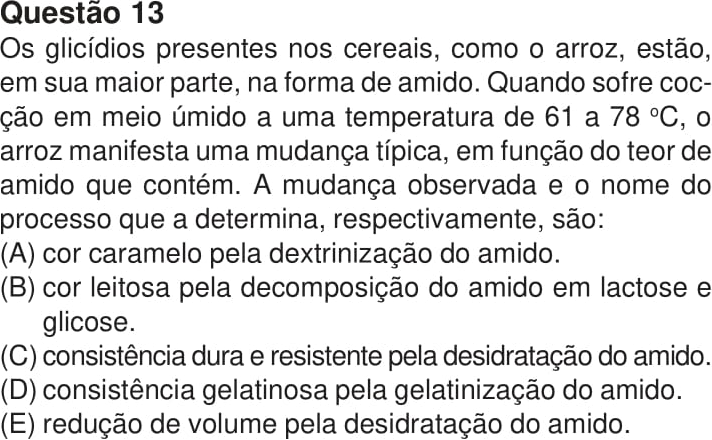 Questão 13
Os glicídios presentes nos cereais, como o arroz, estão,
em sua maior parte, na forma de amido. Quando sofre coc-
ção em meio úmido a uma temperatura de 61 a 78 ºC, o
arroz manifesta uma mudança típica, em função do teor de
amido que contém. A mudança observada e o nome do
processo que a determina, respectivamente, são:
(A) cor caramelo pela dextrinização do amido.
(B) cor leitosa pela decomposição do amido em lactose e
glicose.
(C) consistência dura e resistente pela desidratação do amido.
(D) consistência gelatinosa pela gelatinização do amido.
(E) redução de volume pela desidratação do amido.